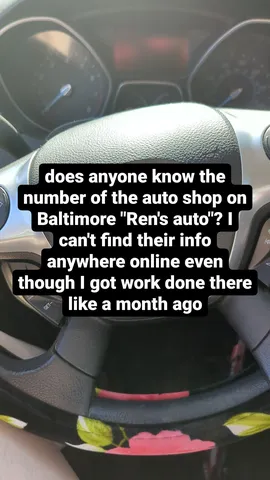 does anyone know the
number of the auto shop on
Baltimore "Ren's auto"? I
can't find their info
anywhere online even
though I got work done there
like a month ago